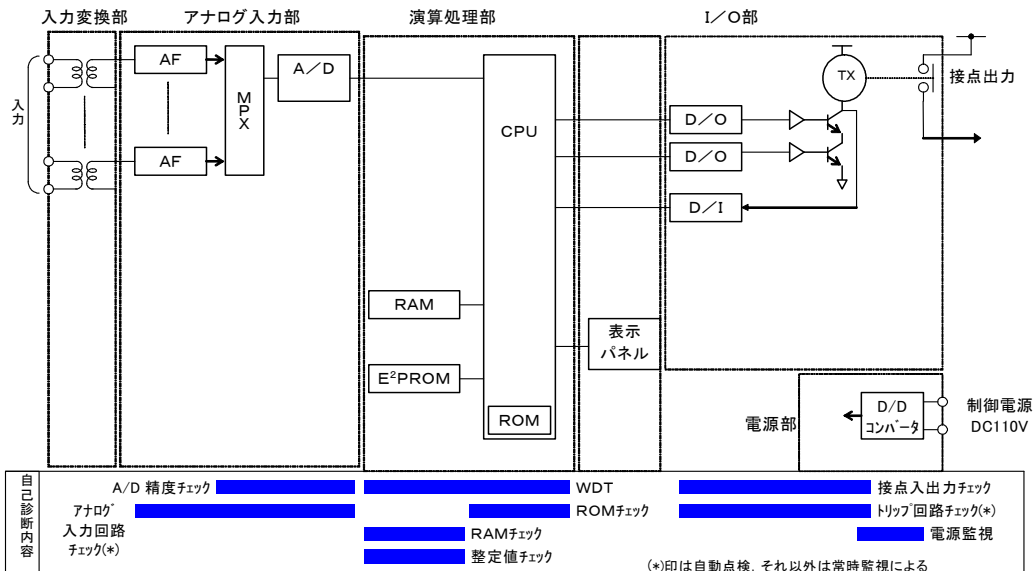 入力変換部
アナログ入力部
演算処理部
I／O部
入力
AF
AF
MPX
A／D
CPU
RAM
E²PROM
ROM
表示
パネル
D／O
D／O
D／I
TX
接点出力
電源部
D/D
コンバータ
制御電源
DC110V
自己診断内容
A/D 精度チェック
アナログ
入力回路
チェック(*)
WDT
ROMチェック
RAMチェック
整定値チェック
接点入出力チェック
トリップ回路チェック(*)
電源監視
(*)印は自動点検、それ以外は常時監視による